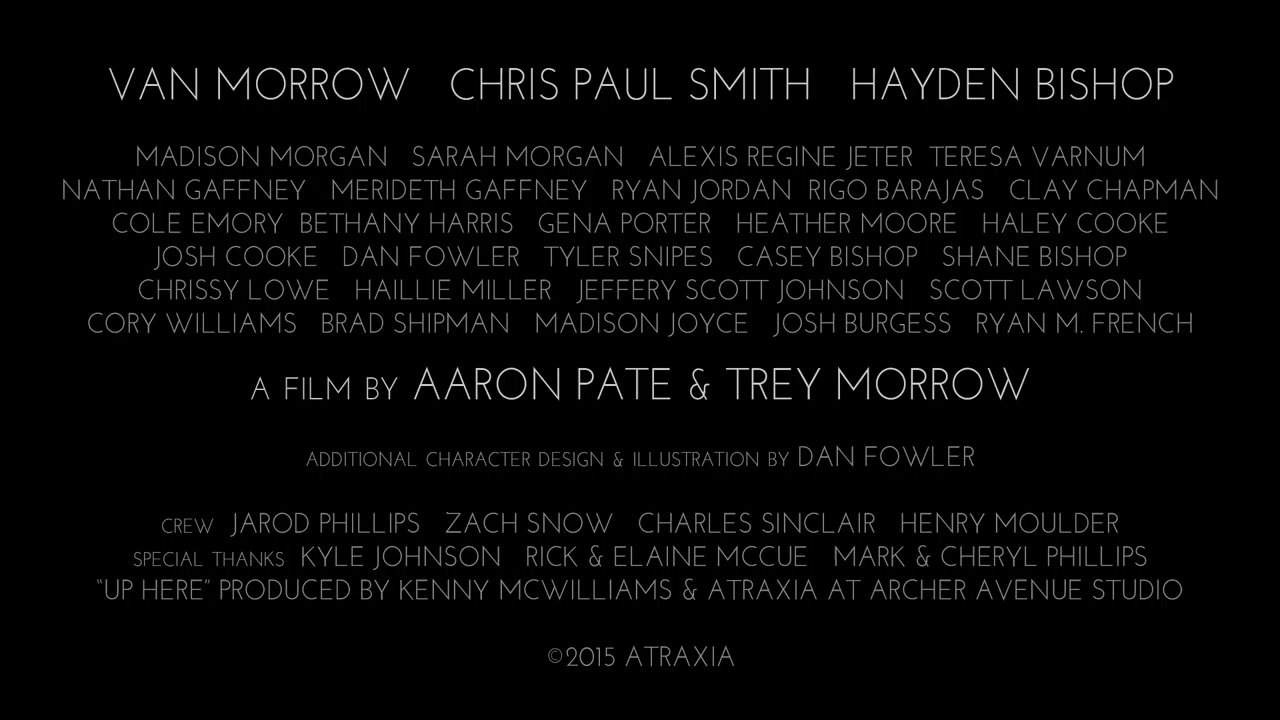 VAN MORROW CHRIS PAUL SMITH HAYDEN BISHOP
MADISON MORGAN SARAH MORGAN ALEXIS REGINE JETER TERESA VARNUM
NATHAN GAFFNEY MERIDETH GAFFNEY RYAN JORDAN RIGO BARAJAS CLAY CHAPMAN
COLE EMORY BETHANY HARRIS GENA PORTER HEATHER MOORE HALEY COOKE
JOSH COOKE DAN FOWLER TYLER SNIPES CASEY BISHOP SHANE BISHOP
CHRISSY LOWE HAILLIE MILLER JEFFERY SCOTT JOHNSON SCOTT LAWSON
CORY WILLIAMS BRAD SHIPMAN MADISON JOYCE JOSH BURGESS RYAN M. FRENCH
A FILM BY AARON PATE & TREY MORROW
ADDITIONAL CHARACTER DESIGN & ILLUSTRATION BY DAN FOWLER
CREW JAROD PHILLIPS ZACH SNOW CHARLES SINCLAIR HENRY MOULDER
SPECIAL THANKS KYLE JOHNSON RICK & ELAINE MCCUE MARK & CHERYL PHILLIPS
“UP HERE” PRODUCED BY KENNY MCWILLIAMS & ATRAXIA AT ARCHER AVENUE STUDIO
©2015 ATRAXIA